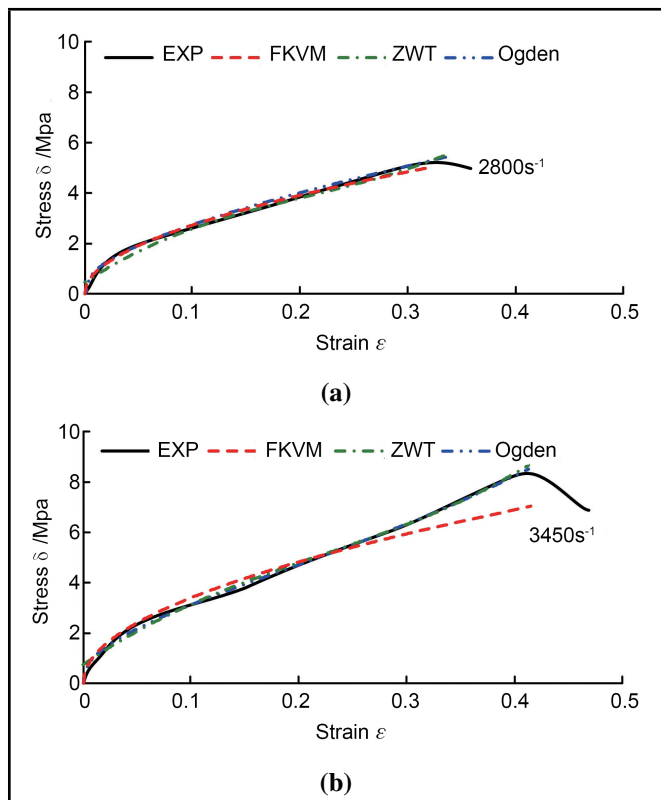 10
EXP FKVM ZWT Ogden
8
6
4
2
0
Stress δ /Mpa
2800s⁻¹
0 0.1 0.2 0.3 0.4 0.5
Strain ε
(a)
10
EXP FKVM ZWT Ogden
8
6
4
2
0
Stress δ /Mpa
3450s⁻¹
0 0.1 0.2 0.3 0.4 0.5
Strain ε
(b)